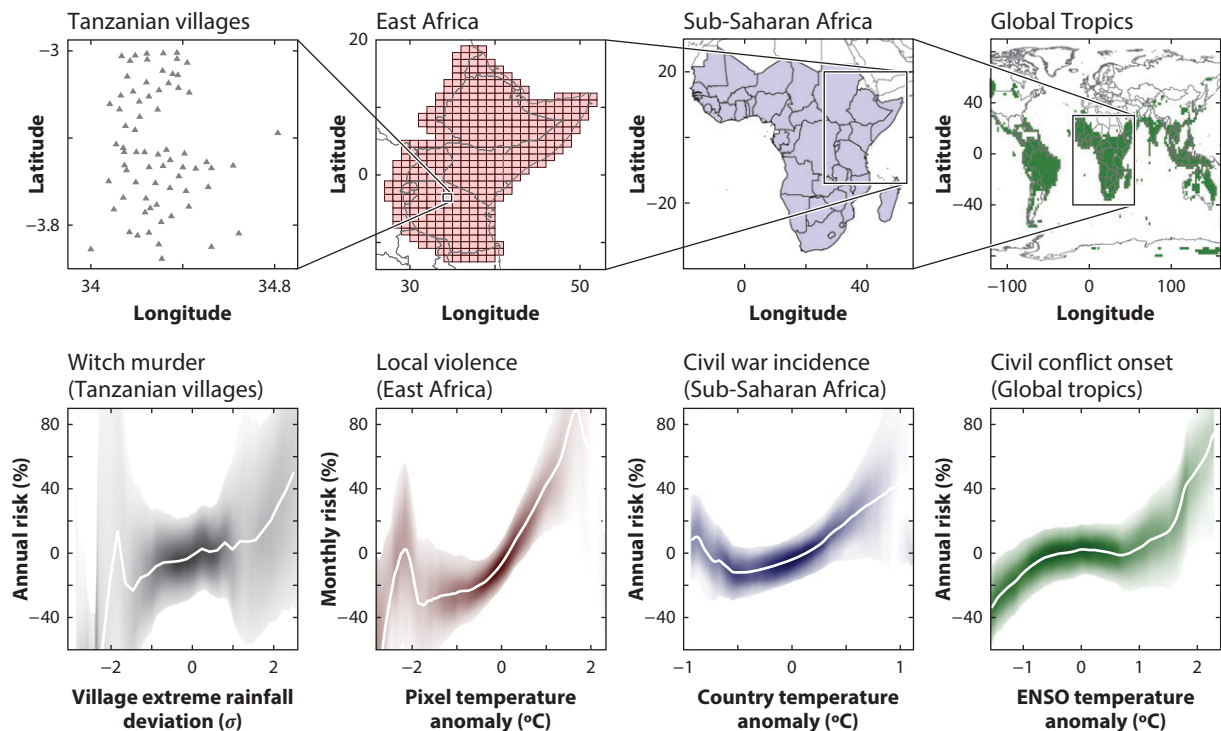 Tanzanian villages
East Africa
Sub-Saharan Africa
Global Tropics
−3
−3.8
Latitude
34
34.8
Longitude
20
0
Latitude
30
50
Longitude
20
−20
Latitude
0
40
Longitude
40
0
−40
Latitude
−100
0
100
Longitude
Witch murder
(Tanzanian villages)
Local violence
(East Africa)
Civil war incidence
(Sub-Saharan Africa)
Civil conflict onset
(Global tropics)
80
40
0
−40
Annual risk (%)
−2
0
2
Village extreme rainfall
deviation (σ)
80
40
0
−40
Monthly risk (%)
−2
−1
0
1
2
Pixel temperature
anomaly (ºC)
80
40
0
−40
Annual risk (%)
−1
0
1
Country temperature
anomaly (ºC)
80
40
0
−40
Annual risk (%)
−1
0
1
2
ENSO temperature
anomaly (ºC)